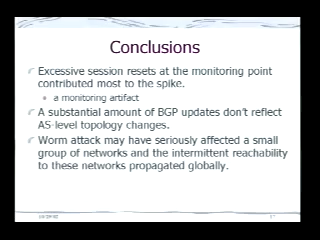 Conclusions
Excessive session resets at the monitoring point
contributed most to the spike.
a monitoring artifact
A substantial amount of BGP updates don't reflect
AS-level topology changes.
Worm attack may have seriously affected a small
group of networks and the intermittent reachability
to these networks propagated globally.